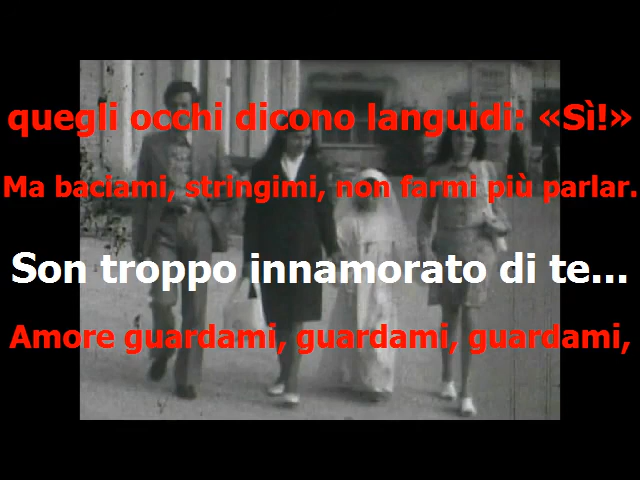 quegli occhi dicono languidi: «Sì!»
Ma baciami, stringimi, non farmi più parlar.
Son troppo innamorato di te...
Amore guardami, guardami, guardami,